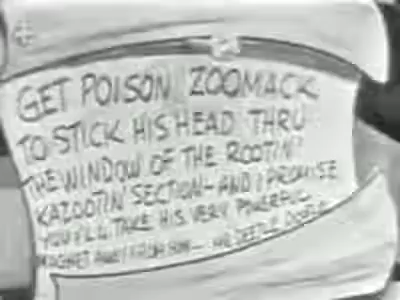 GET POISON ZOOMACK
TO STICK HIS HEAD THRU
THE WINDOW OF THE ROOTIN'
KAZOOTIN' SECTION - AND I PROMISE
YOU'LL TAKE HIS VERY POWERFUL
MAGNET AWAY FROM HIM -